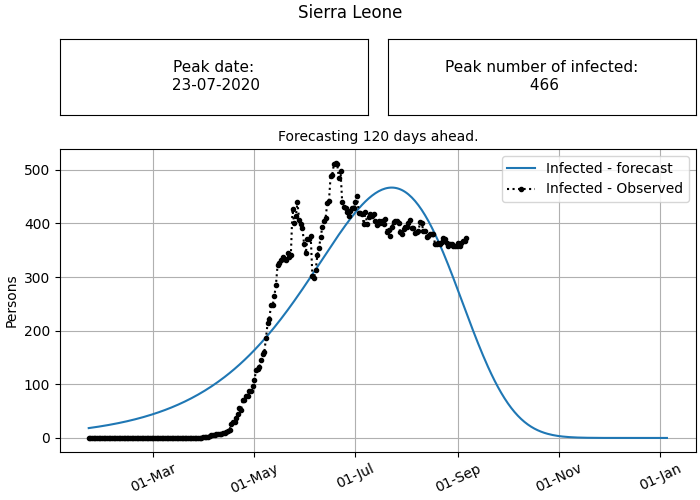 Sierra Leone
Peak date:
23-07-2020
Peak number of infected:
466
Forecasting 120 days ahead.
Infected - forecast
Infected - Observed
Persons
500
400
300
200
100
0
01-Mar
01-May
01-Jul
01-Sep
01-Nov
01-Jan